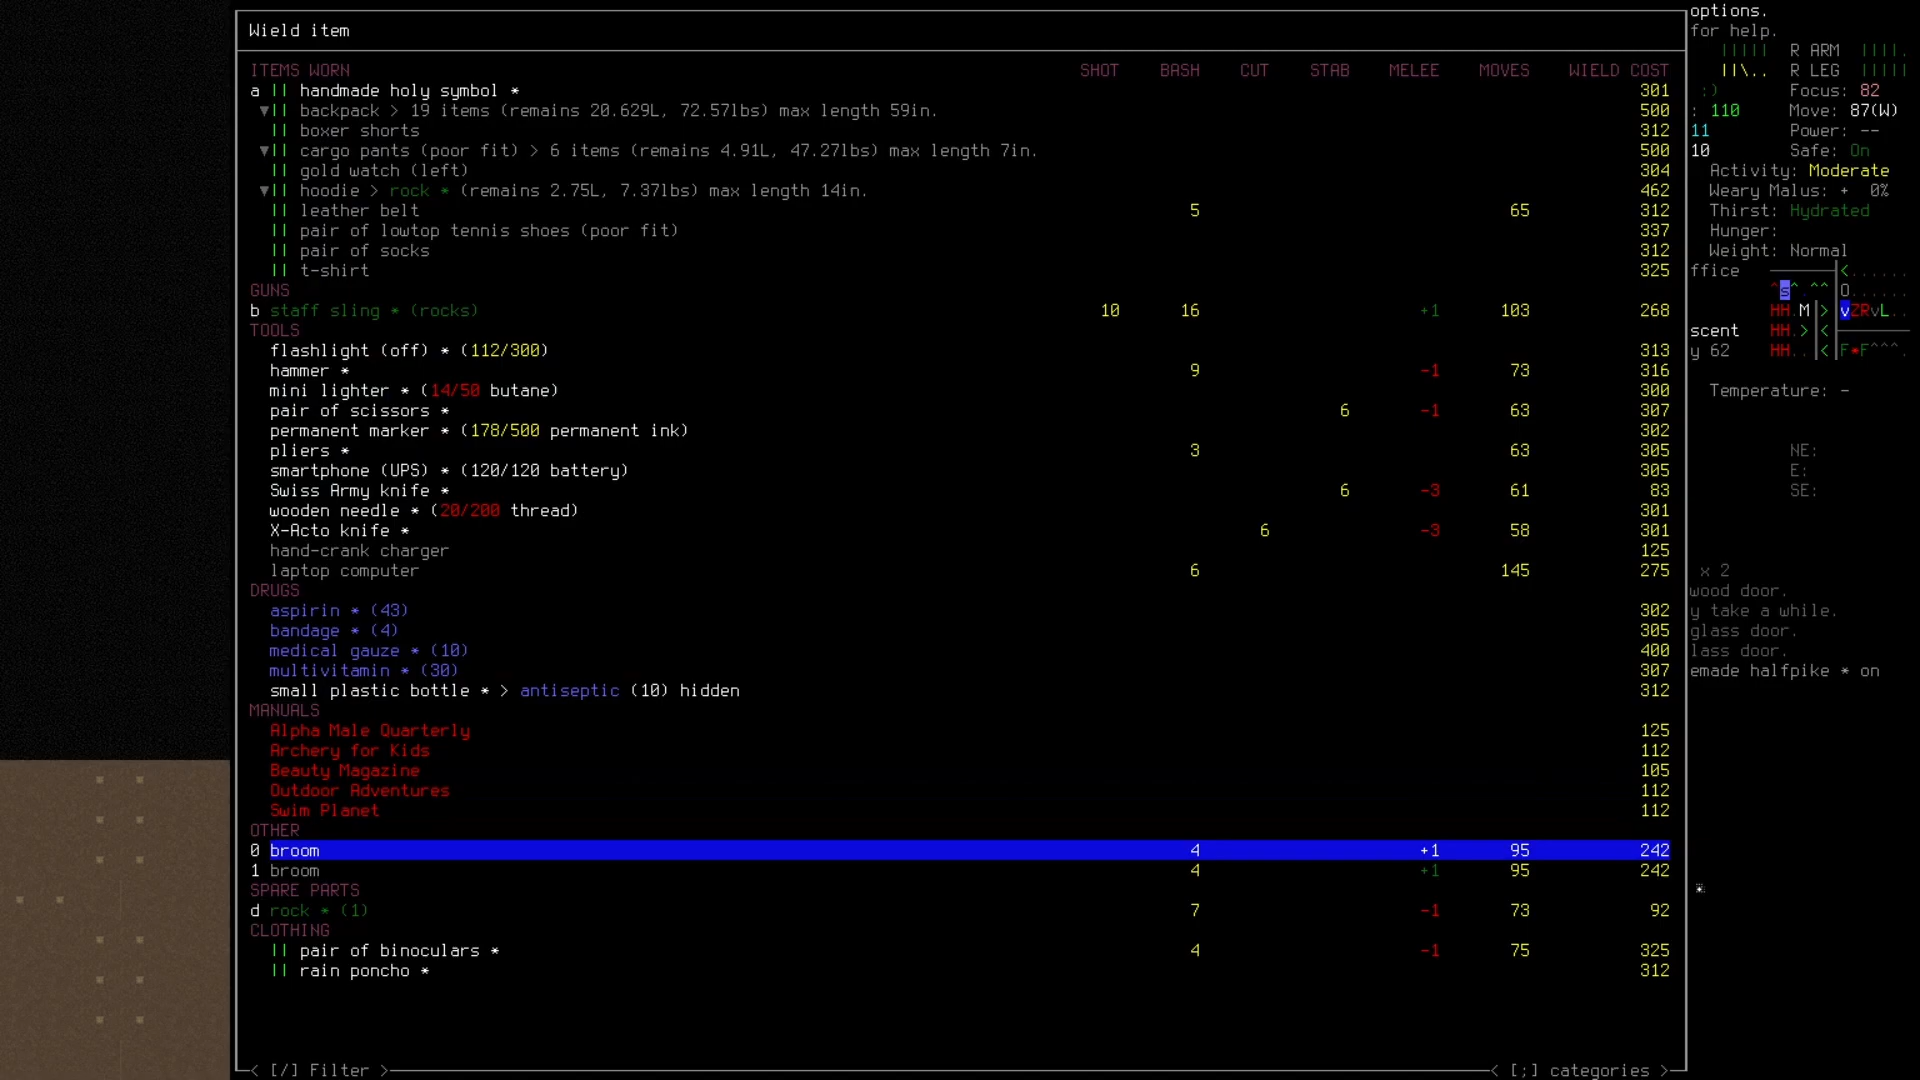 Wield item
ITEMS WORN SHOT BASH CUT STAB MELEE MOVES WIELD COST
a || handmade holy symbol * 301
▼|| backpack > 19 items (remains 20.629L, 72.57lbs) max length 59in. 500
|| boxer shorts 312
▼|| cargo pants (poor fit) > 6 items (remains 4.91L, 47.27lbs) max length 7in. 500
|| gold watch (left) 304
▼|| hoodie > rock * (remains 2.75L, 7.37lbs) max length 14in. 462
|| leather belt 5 65 312
|| pair of lowtop tennis shoes (poor fit) 337
|| pair of socks 312
|| t-shirt 325
GUNS
b staff sling * (rocks) 10 16 +1 103 268
TOOLS
flashlight (off) * (112/300) 313
hammer * 9 -1 73 316
mini lighter * (14/50 butane) 300
pair of scissors * 6 -1 63 307
permanent marker * (178/500 permanent ink) 302
pliers * 3 63 305
smartphone (UPS) * (120/120 battery) 305
Swiss Army knife * 6 -3 61 83
wooden needle * (20/200 thread) 301
X-Acto knife * 6 -3 58 301
hand-crank charger 125
laptop computer 6 145 275
DRUGS
aspirin * (43) 302
bandage * (4) 305
medical gauze * (10) 400
multivitamin * (30) 307
small plastic bottle * > antiseptic (10) hidden 312
MANUALS
Alpha Male Quarterly 125
Archery for Kids 112
Beauty Magazine 105
Outdoor Adventures 112
Swim Planet 112
OTHER
0 broom 4 +1 95 242
1 broom 4 +1 95 242
SPARE PARTS
d rock * (1) 7 -1 73 92
CLOTHING
|| pair of binoculars * 4 -1 75 325
|| rain poncho * 312
< [/] Filter > < [;] categories >
options.
for help.
||||| R ARM ||||.
||\.. R LEG |||||
:) Focus: 82
: 110 Move: 87(W)
11 Power: --
10 Safe: On
Activity: Moderate
Weary Malus: + 0%
Thirst: Hydrated
Hunger:
Weight: Normal
ffice
scent
y 62
Temperature: -
NE:
E:
SE:
x 2
wood door.
y take a while.
glass door.
lass door.
emade halfpike * on